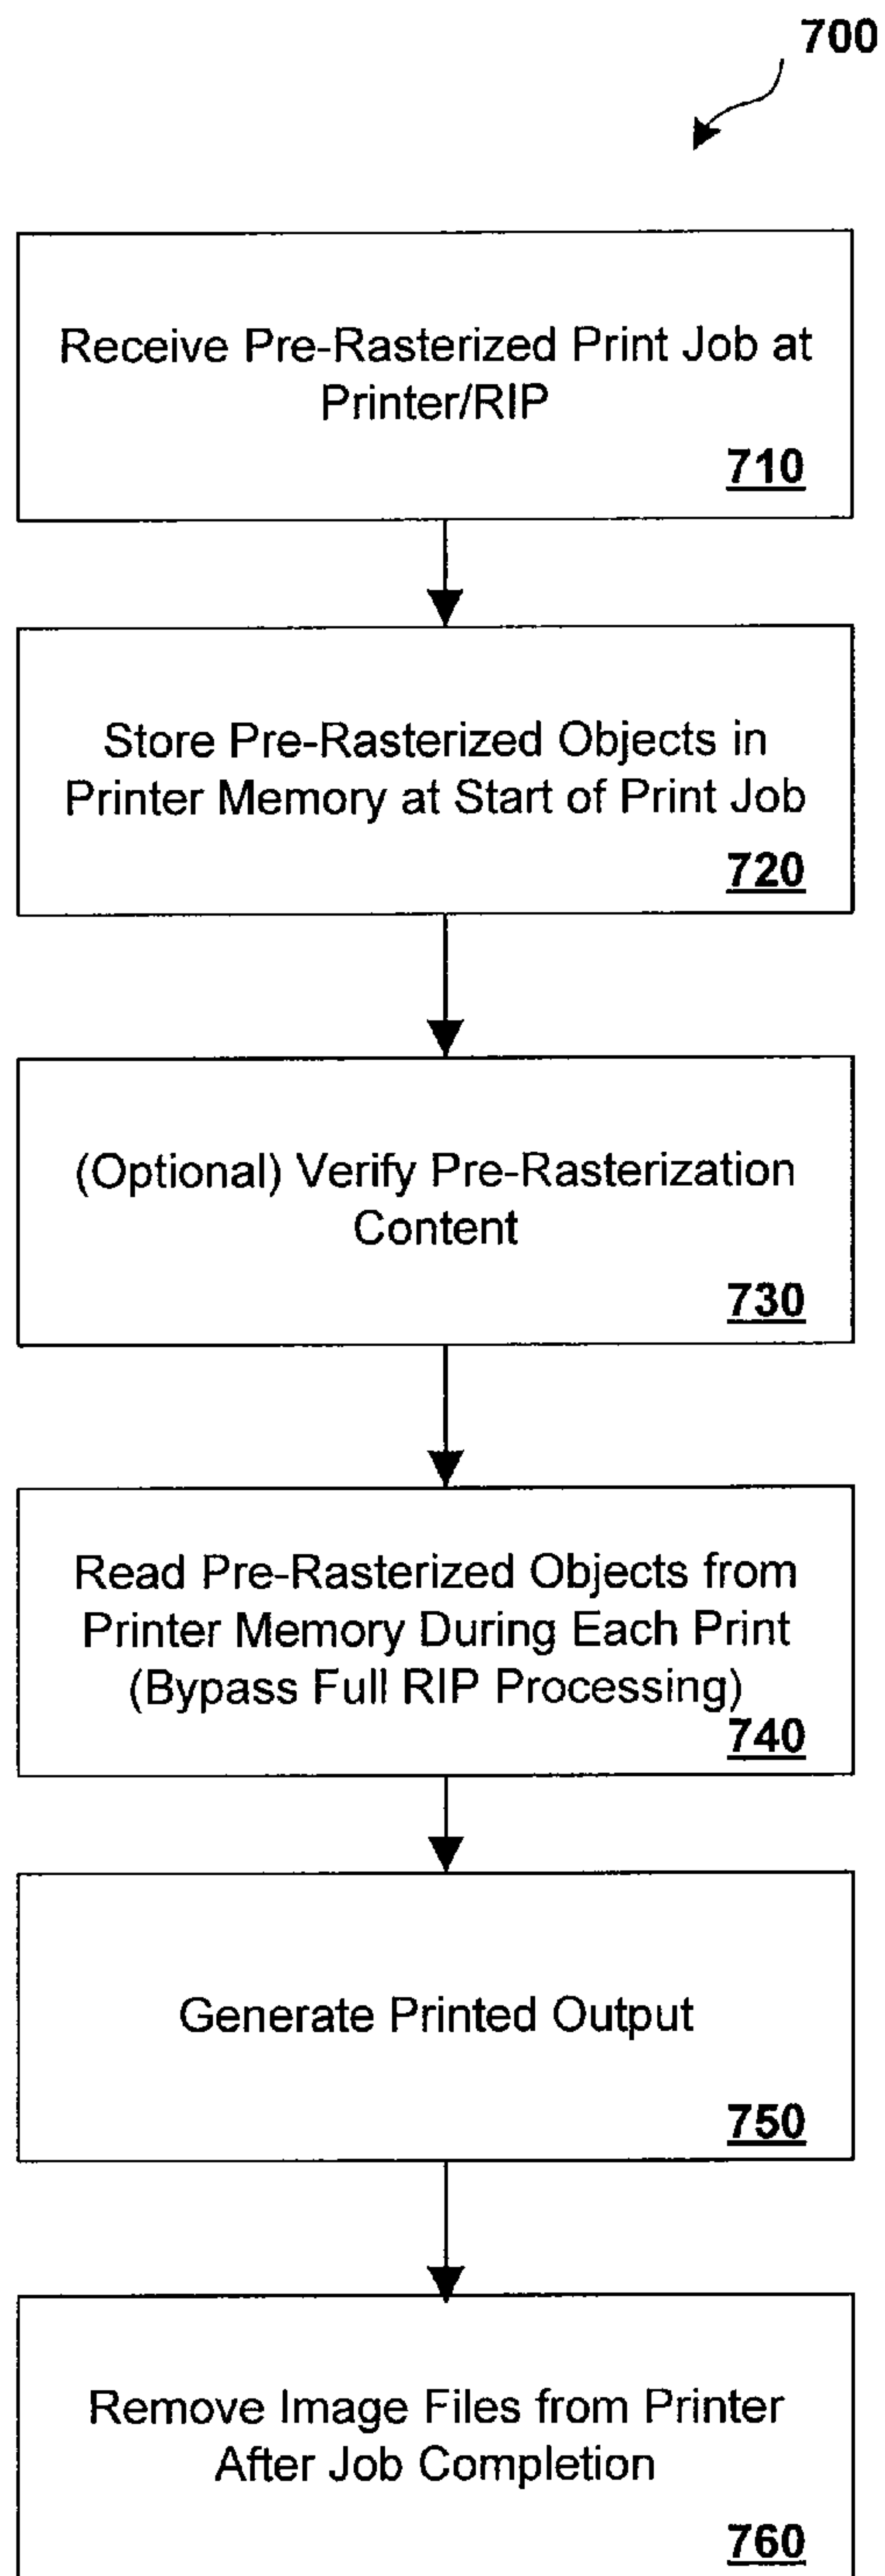 700
Receive Pre-Rasterized Print Job at
Printer/RIP
710
Store Pre-Rasterized Objects in
Printer Memory at Start of Print Job
720
(Optional) Verify Pre-Rasterization
Content
730
Read Pre-Rasterized Objects from
Printer Memory During Each Print
(Bypass Full RIP Processing)
740
Generate Printed Output
750
Remove Image Files from Printer
After Job Completion
760